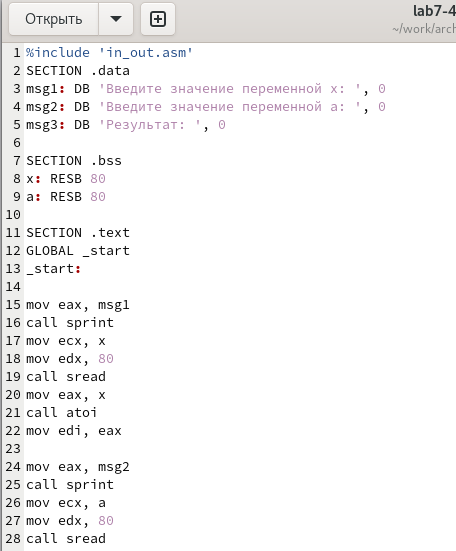 Открыть
lab7-4
~/work/arch
1 %include 'in_out.asm'
2 SECTION .data
3 msg1: DB 'Введите значение переменной x: ', 0
4 msg2: DB 'Введите значение переменной a: ', 0
5 msg3: DB 'Результат: ', 0
6
7 SECTION .bss
8 x: RESB 80
9 a: RESB 80
10
11 SECTION .text
12 GLOBAL _start
13 _start:
14
15 mov eax, msg1
16 call sprint
17 mov ecx, x
18 mov edx, 80
19 call sread
20 mov eax, x
21 call atoi
22 mov edi, eax
23
24 mov eax, msg2
25 call sprint
26 mov ecx, a
27 mov edx, 80
28 call sread